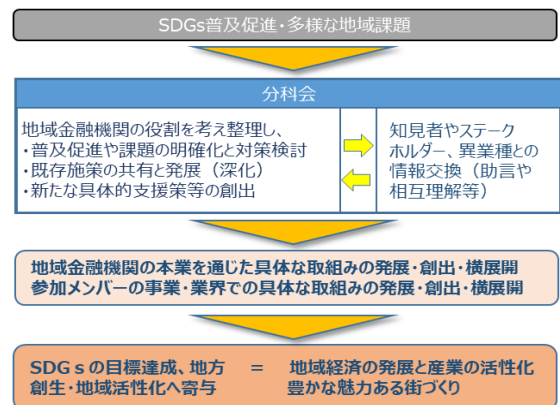 SDGs普及促進・多様な地域課題
分科会
地域金融機関の役割を考え整理し、
・普及促進や課題の明確化と対策検討
・既存施策の共有と発展（深化）
・新たな具体的支援策等の創出
知見者やステーク
ホルダー、異業種との
情報交換（助言や
相互理解等）
地域金融機関の本業を通じた具体な取組みの発展・創出・横展開
参加メンバーの事業・業界での具体な取組みの発展・創出・横展開
SDGｓの目標達成、地方
創生・地域活性化へ寄与
=
地域経済の発展と産業の活性化
豊かな魅力ある街づくり